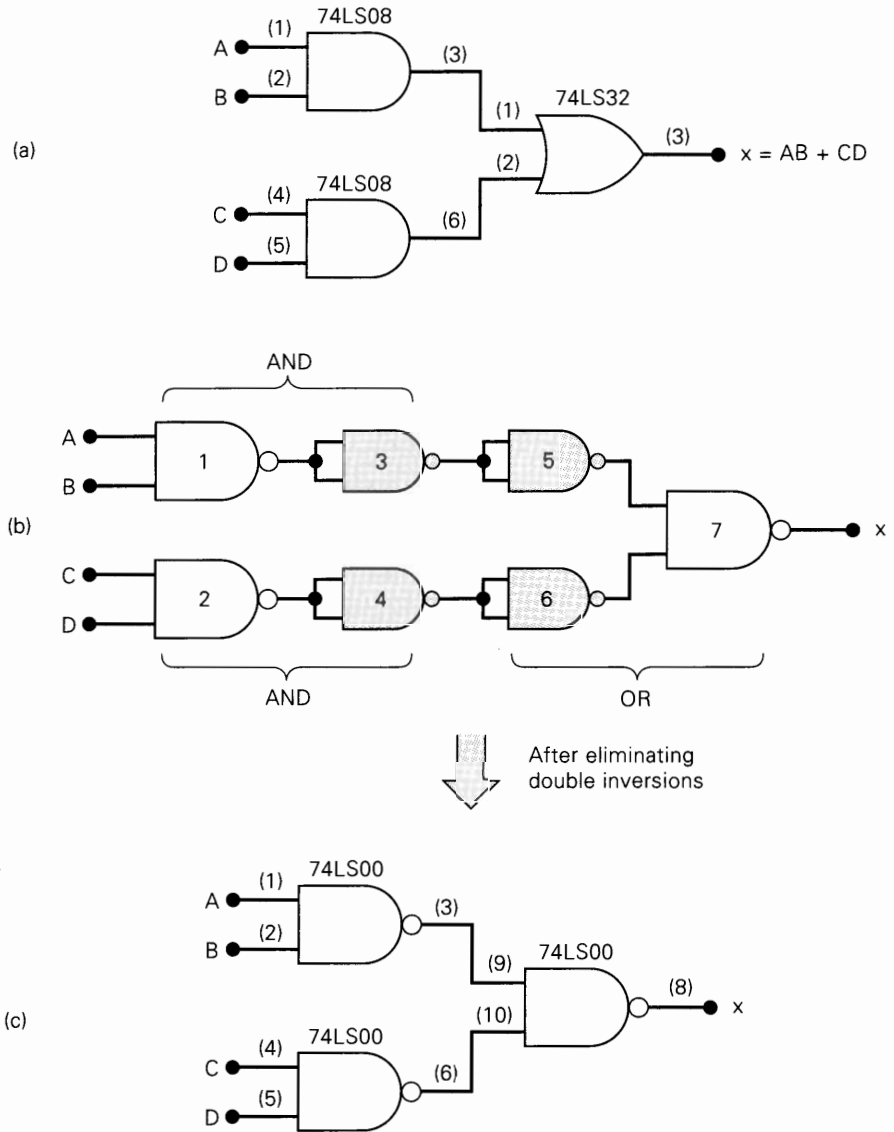 (a)
74LS08
A (1)
B (2)
(3)
74LS32
(1)
(2)
(3)
x = AB + CD
74LS08
C (4)
D (5)
(6)
(b)
AND
A
B
1
3
5
C
D
2
4
6
7
x
AND
OR
After eliminating
double inversions
(c)
74LS00
A (1)
B (2)
(3)
74LS00
(9)
(10)
(8)
x
74LS00
C (4)
D (5)
(6)